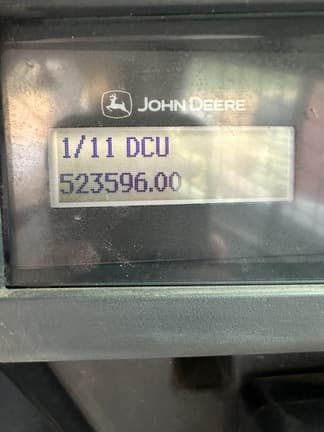 JOHN DEERE
1/11 DCU
523596.00